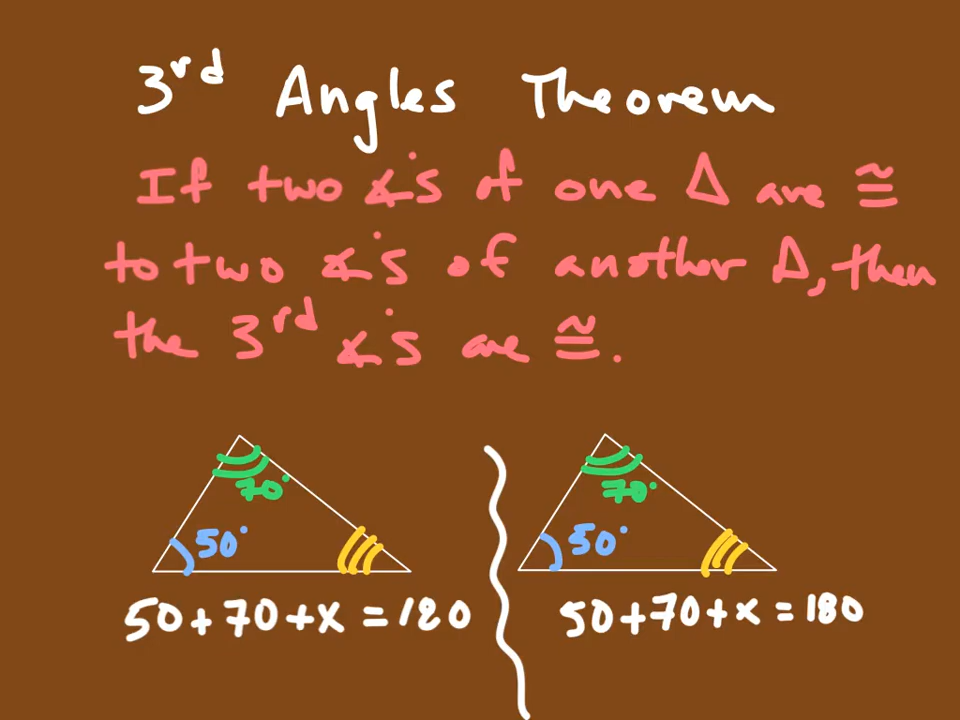 3rd Angles Theorem
If two ∡'s of one Δ are ≅
to two ∡'s of another Δ, then
the 3rd ∡'s are ≅.
70°
50°
50+70+x=180
70°
50°
50+70+x=180